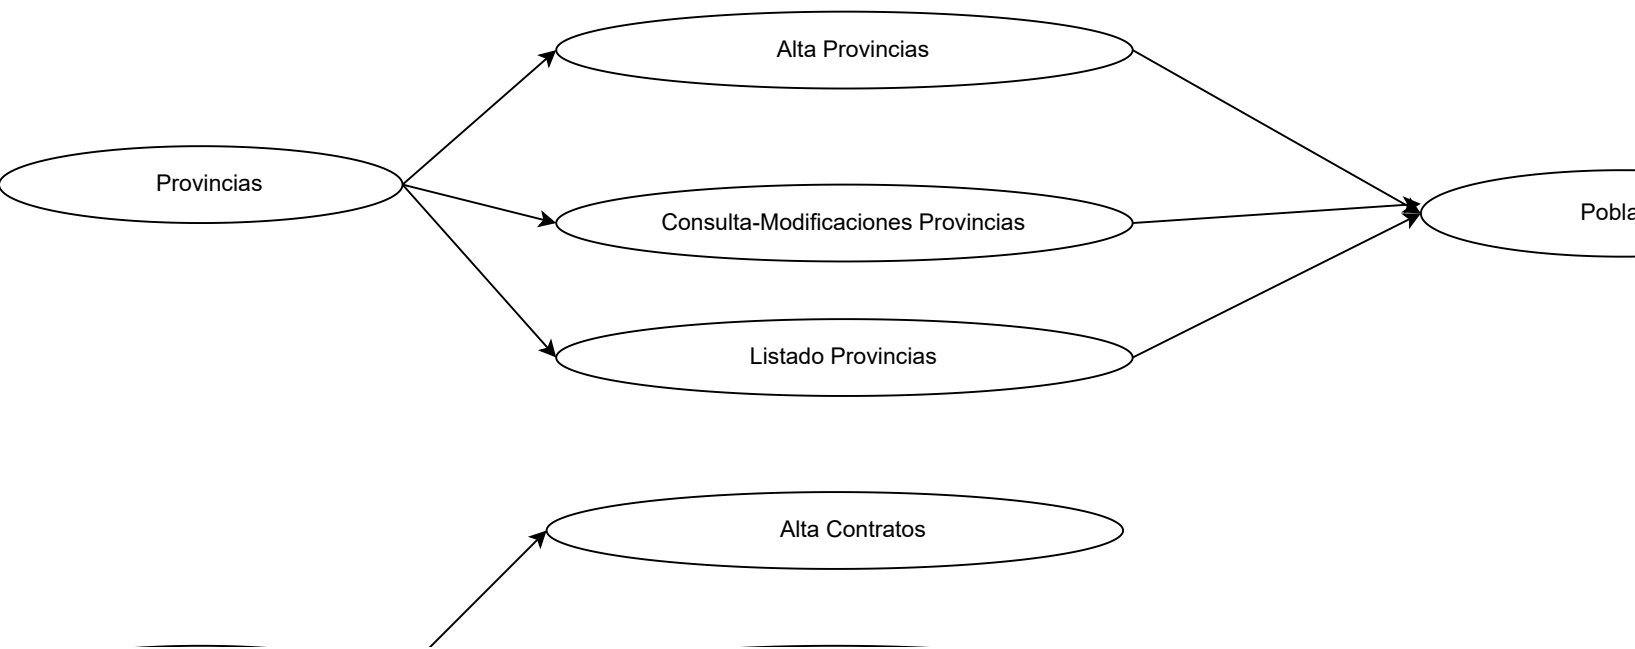 Alta Provincias
Provincias
Consulta-Modificaciones Provincias
Listado Provincias
Alta Contratos